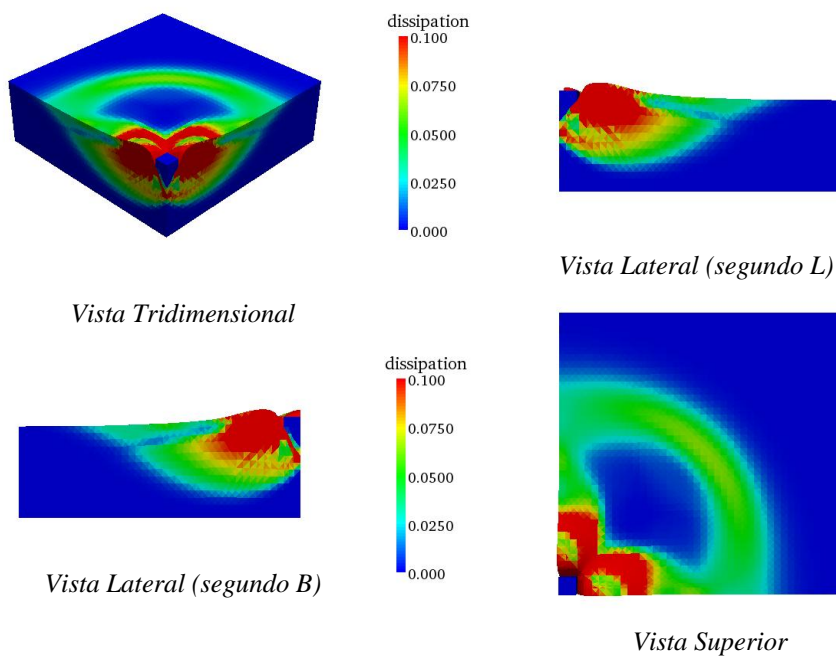 dissipation
0.100
0.0750
0.0500
0.0250
0.000
Vista Tridimensional
Vista Lateral (segundo L)
dissipation
0.100
0.0750
0.0500
0.0250
0.000
Vista Lateral (segundo B)
Vista Superior